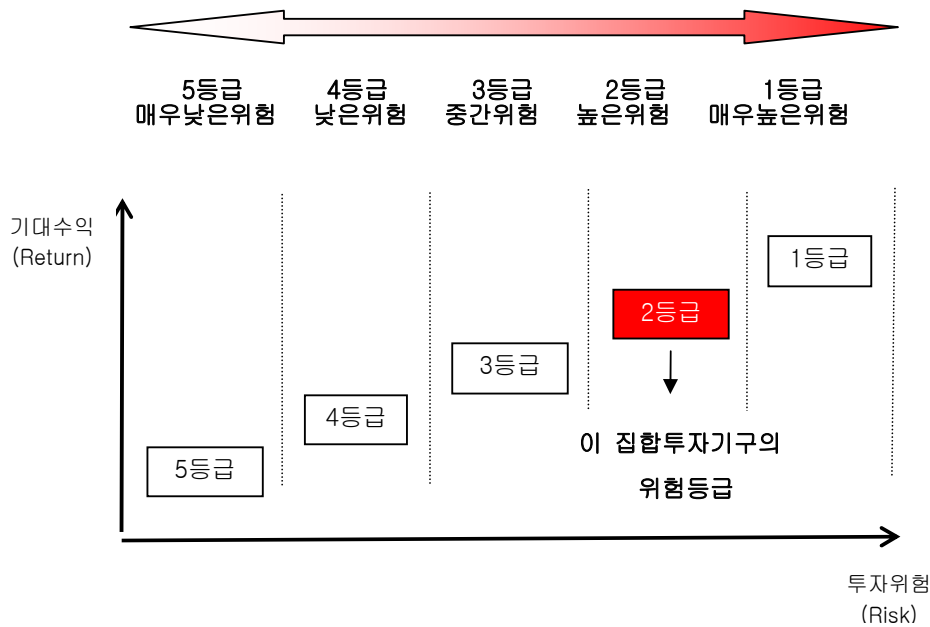 5등급 4등급 3등급 2등급 1등급
매우낮은위험 낮은위험 중간위험 높은위험 매우높은위험
기대수익
(Return)
1등급
2등급
3등급
4등급
5등급
이 집합투자기구의
위험등급
투자위험
(Risk)